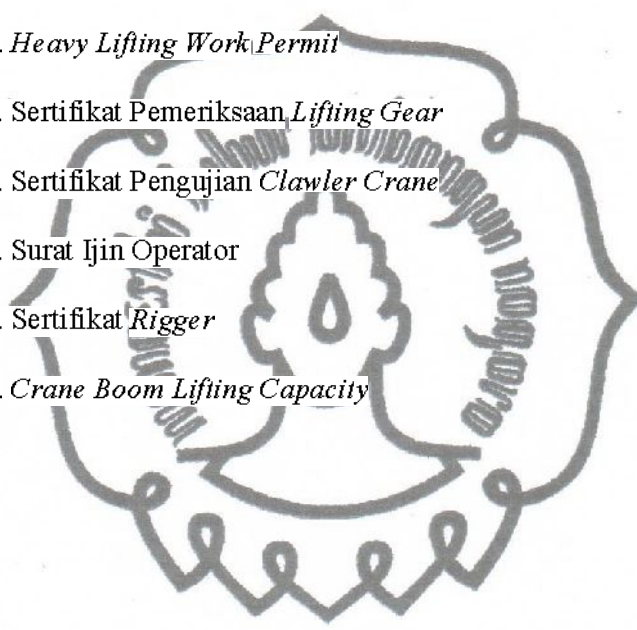 . Heavy Lifting Work Permit
. Sertifikat Pemeriksaan Lifting Gear
. Sertifikat Pengujian Clawler Crane
. Surat Ijin Operator
. Sertifikat Rigger
. Crane Boom Lifting Capacity